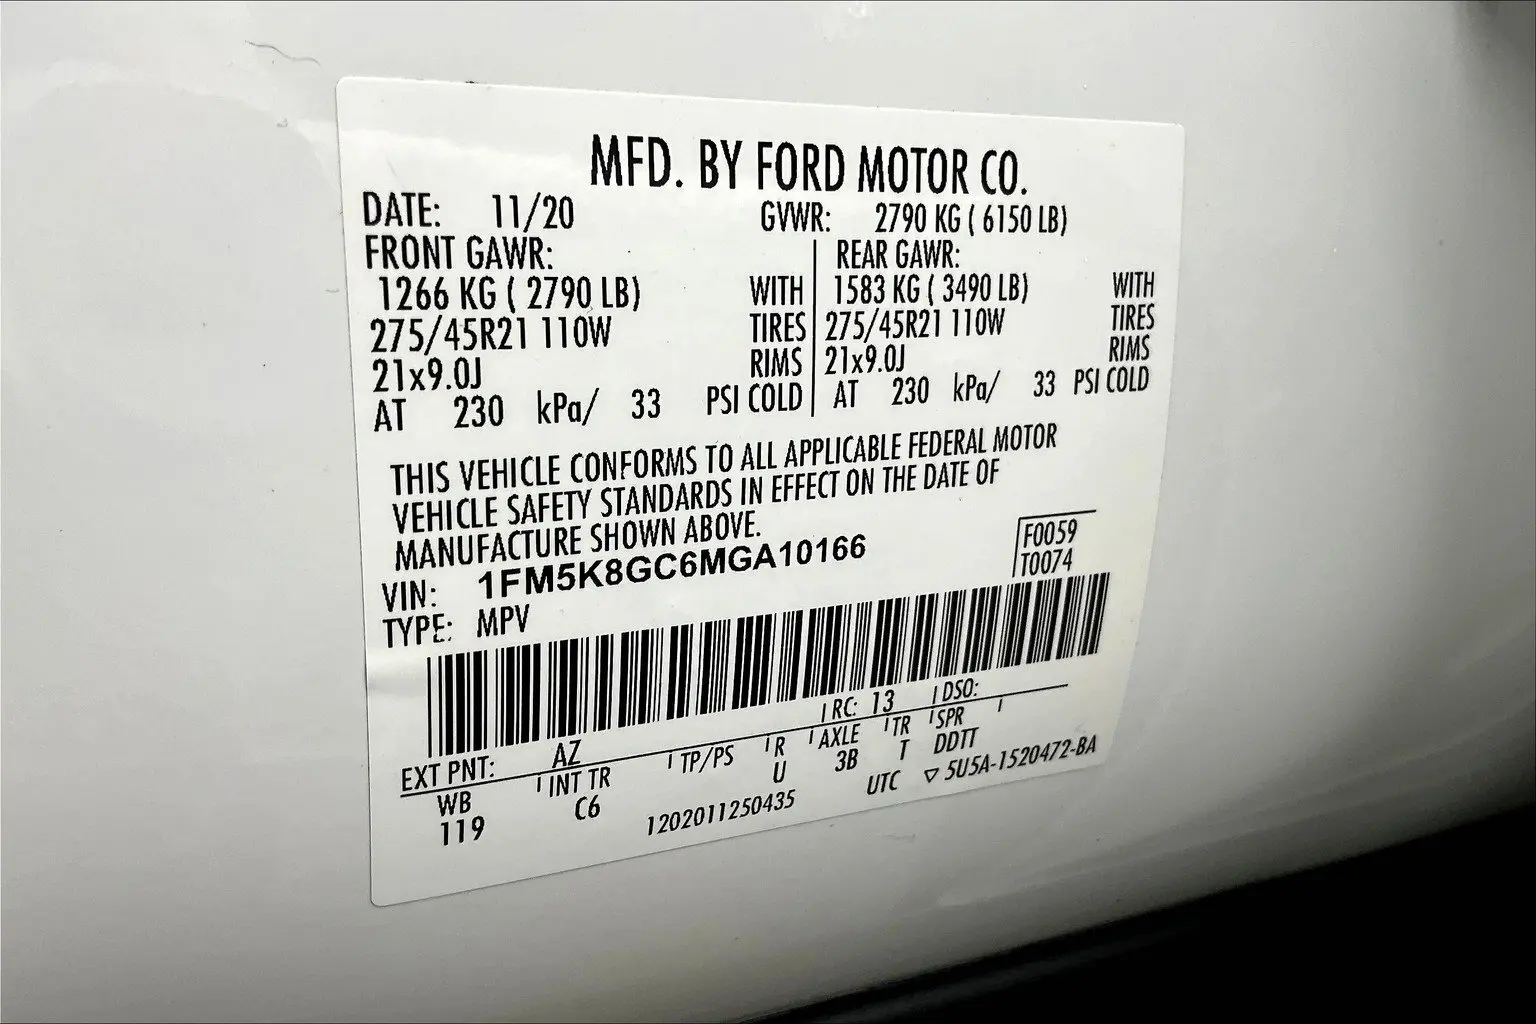 MFD. BY FORD MOTOR CO.
DATE: 11/20 GVWR: 2790 KG ( 6150 LB)
FRONT GAWR: REAR GAWR:
1266 KG ( 2790 LB) WITH 1583 KG ( 3490 LB) WITH
275/45R21 110W TIRES 275/45R21 110W TIRES
21x9.0J RIMS 21x9.0J RIMS
AT 230 kPa/ 33 PSI COLD AT 230 kPa/ 33 PSI COLD
THIS VEHICLE CONFORMS TO ALL APPLICABLE FEDERAL MOTOR
VEHICLE SAFETY STANDARDS IN EFFECT ON THE DATE OF
MANUFACTURE SHOWN ABOVE.
VIN: 1FM5K8GC6MGA10166
F0059
T0074
TYPE: MPV
EXT PNT: AZ RC: 13 DSO:
WB INT TR TP/PS R AXLE TR SPR
119 C6 U 3B T DDTT
1202011250435 UTC ▽ 5U5A-1520472-BA